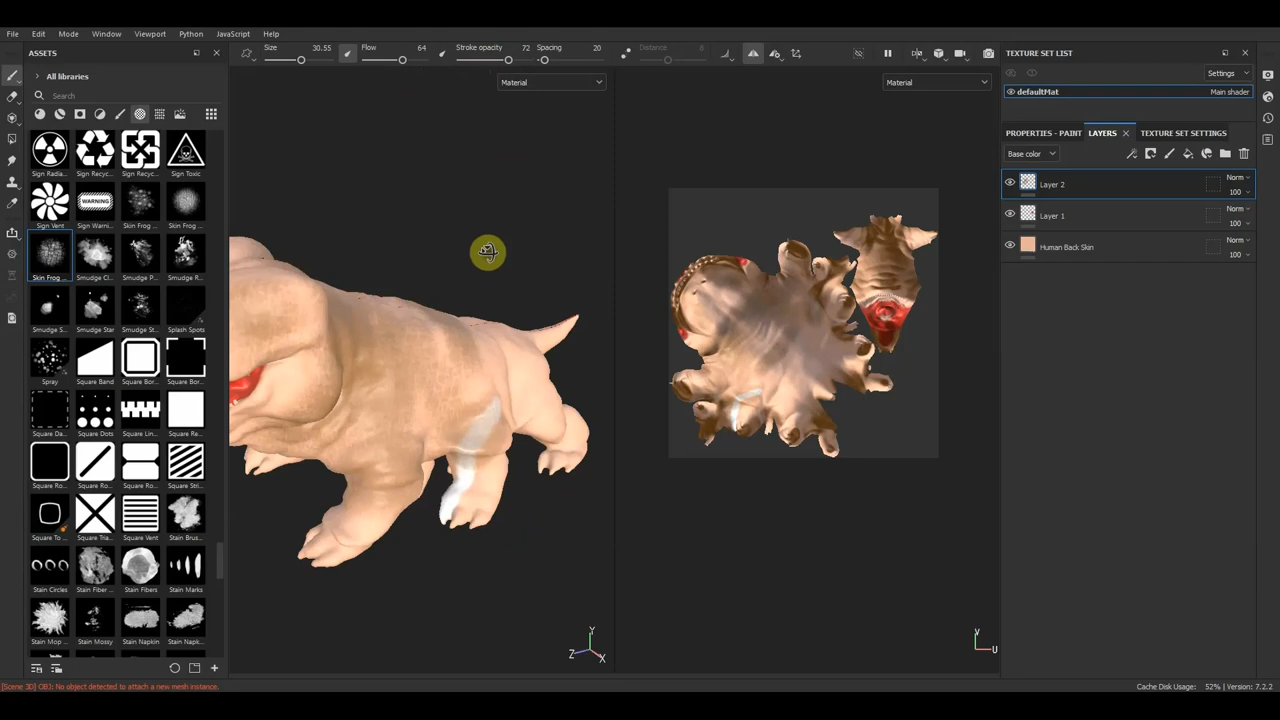 File Edit Mode Window Viewport Python JavaScript Help
ASSETS
Size 30.55 Flow 64 Stroke opacity 72 Spacing 20 Distance 8
TEXTURE SET LIST
All libraries
Settings
Search
Material
Material
defaultMat Main shader
PROPERTIES - PAINT LAYERS TEXTURE SET SETTINGS
Base color
Sign Radia... Sign Recyc... Sign Recyc... Sign Toxic
Layer 2 Norm 100
Layer 1 Norm 100
Human Back Skin Norm 100
WARNING
Sign Vent Sign Warni... Skin Frog ... Skin Frog ...
Skin Frog ... Smudge Cl... Smudge P... Smudge R...
Smudge S... Smudge Star Smudge St... Splash Spots
Spray Square Band Square Bor... Square Bor...
Square Da... Square Dots Square Lin... Square Re...
Square Ro... Square Ro... Square Ro... Square Stri...
Square To ... Square Tria... Square Vent Stain Brus...
Stain Circles Stain Fiber ... Stain Fibers Stain Marks
Stain Mop ... Stain Mossy Stain Napkin Stain Napk...
Y
Z
X
V
U
[Scene 3D] OBJ: No object detected to attach a new mesh instance.
Cache Disk Usage: 52% | Version: 7.2.2